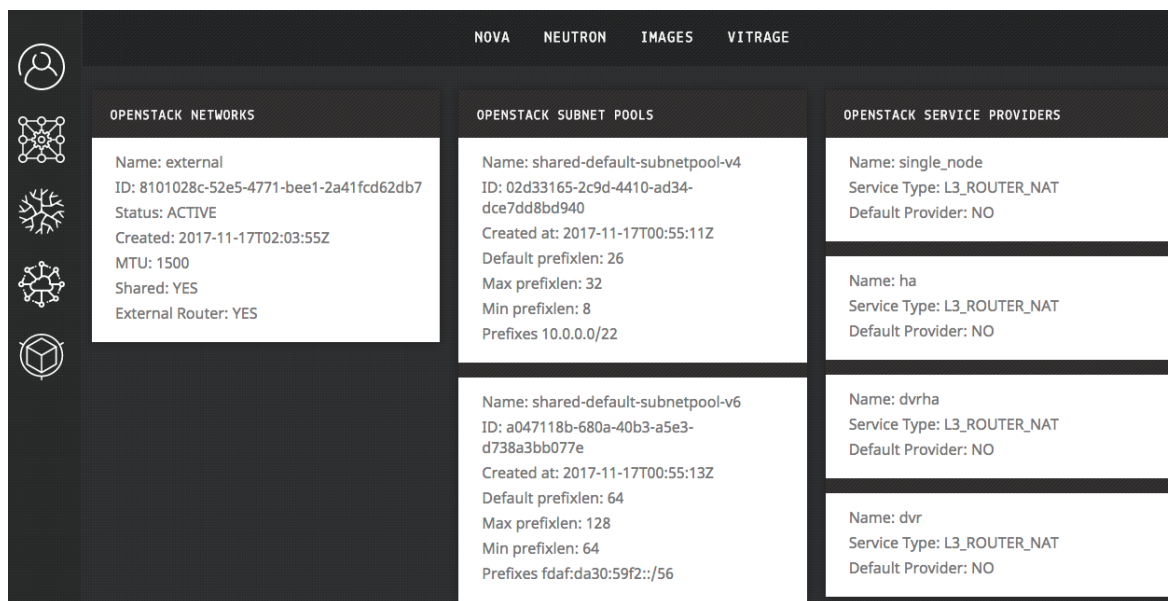 NOVA NEUTRON IMAGES VITRAGE
OPENSTACK NETWORKS
Name: external
ID: 8101028c-52e5-4771-bee1-2a41fcd62db7
Status: ACTIVE
Created: 2017-11-17T02:03:55Z
MTU: 1500
Shared: YES
External Router: YES
OPENSTACK SUBNET POOLS
Name: shared-default-subnetpool-v4
ID: 02d33165-2c9d-4410-ad34-
dce7dd8bd940
Created at: 2017-11-17T00:55:11Z
Default prefixlen: 26
Max prefixlen: 32
Min prefixlen: 8
Prefixes 10.0.0.0/22
Name: shared-default-subnetpool-v6
ID: a047118b-680a-40b3-a5e3-
d738a3bb077e
Created at: 2017-11-17T00:55:13Z
Default prefixlen: 64
Max prefixlen: 128
Min prefixlen: 64
Prefixes fdaf:da30:59f2::/56
OPENSTACK SERVICE PROVIDERS
Name: single_node
Service Type: L3_ROUTER_NAT
Default Provider: NO
Name: ha
Service Type: L3_ROUTER_NAT
Default Provider: NO
Name: dvrha
Service Type: L3_ROUTER_NAT
Default Provider: NO
Name: dvr
Service Type: L3_ROUTER_NAT
Default Provider: NO